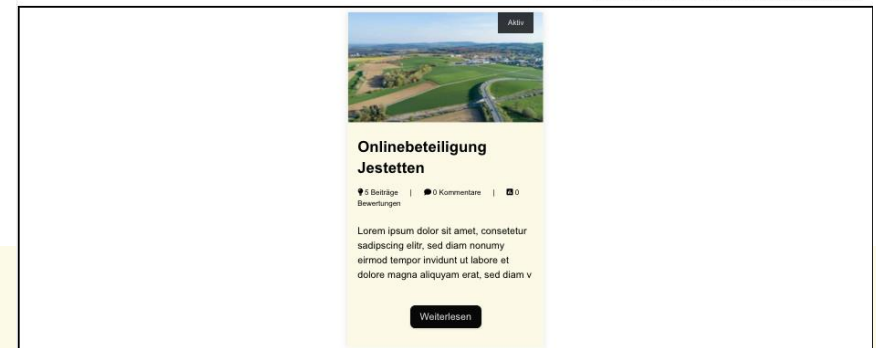 Aktiv
Onlinebeteiligung
Jestetten
5 Beiträge | 0 Kommentare | 0
Bewertungen
Lorem ipsum dolor sit amet, consetetur
sadipscing elitr, sed diam nonumy
eirmod tempor invidunt ut labore et
dolore magna aliquyam erat, sed diam v
Weiterlesen